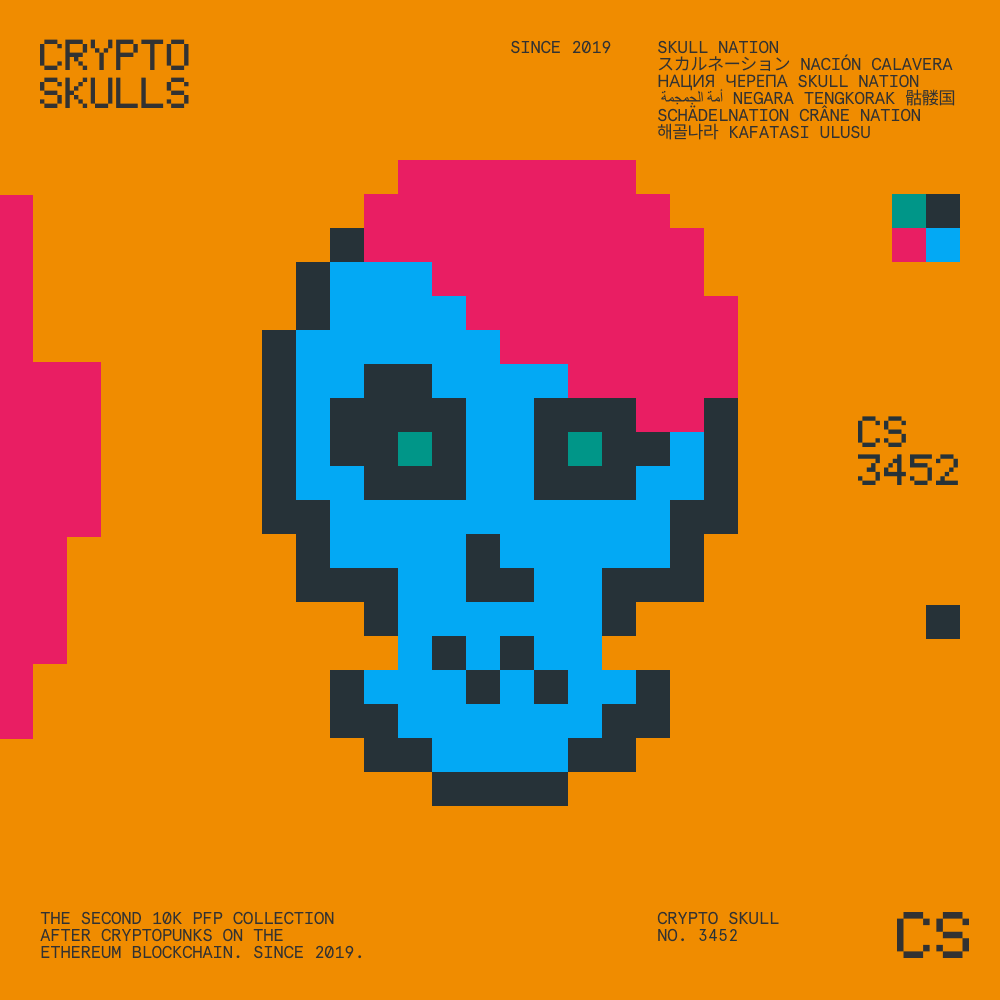 CRYPTO
SKULLS
SINCE 2019
SKULL NATION
スカルネーション NACIÓN CALAVERA
НАЦИЯ ЧЕРЕПА SKULL NATION
أمة الجمجمة NEGARA TENGKORAK 骷髅国
SCHÄDELNATION CRÂNE NATION
해골나라 KAFATASI ULUSU
CS
3452
THE SECOND 10K PFP COLLECTION
AFTER CRYPTOPUNKS ON THE
ETHEREUM BLOCKCHAIN. SINCE 2019.
CRYPTO SKULL
NO. 3452
CS